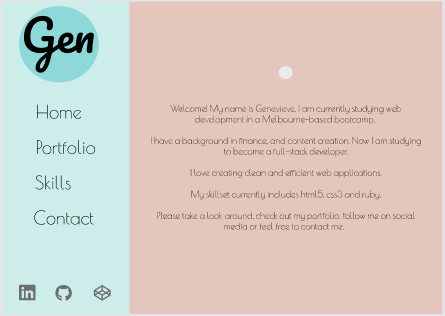 Gen
Home
Portfolio
Skills
Contact
Welcome! My name is Genevieve. I am currently studying web
development in a Melbourne-based bootcamp.
I have a background in finance, and content creation. Now I am studying
to become a full-stack developer.
I love creating clean and efficient web applications.
My skillset currently includes html5, css3 and ruby.
Please take a look around, check out my portfolio, follow me on social
media or feel free to contact me.
in